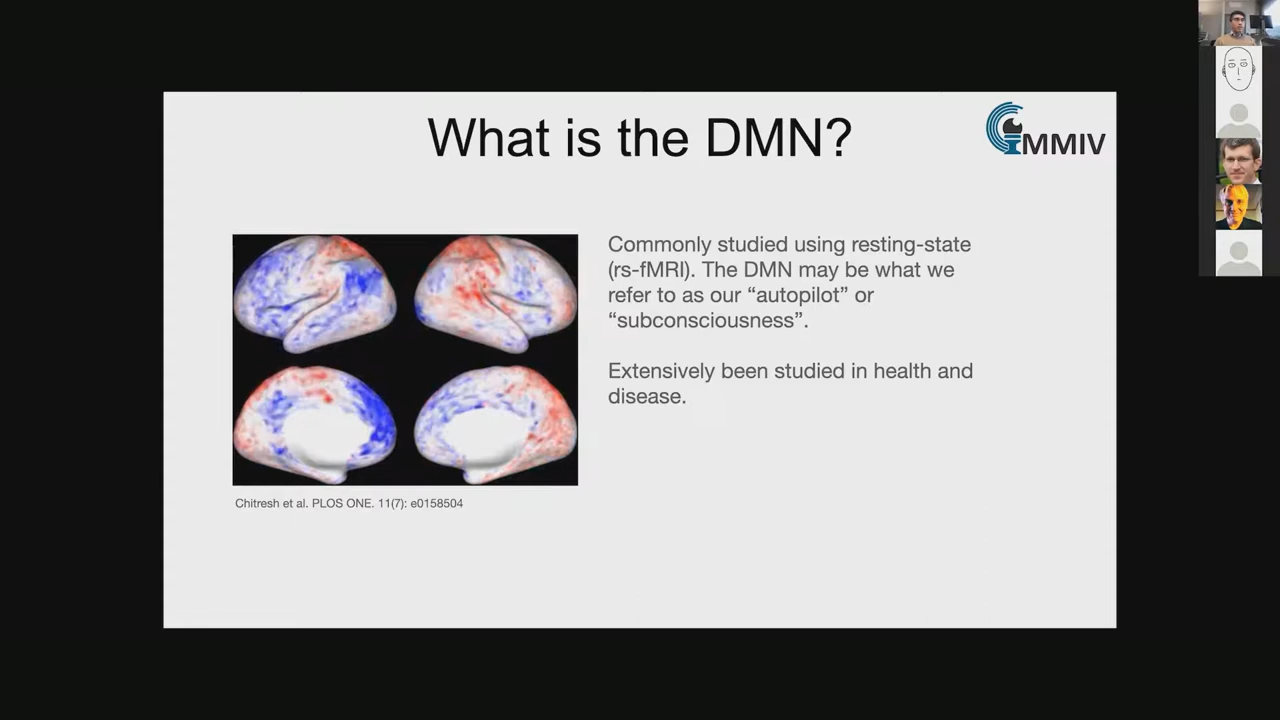 What is the DMN?
MMIV
Commonly studied using resting-state
(rs-fMRI). The DMN may be what we
refer to as our “autopilot” or
“subconsciousness”.
Extensively been studied in health and
disease.
Chitresh et al. PLOS ONE. 11(7): e0158504